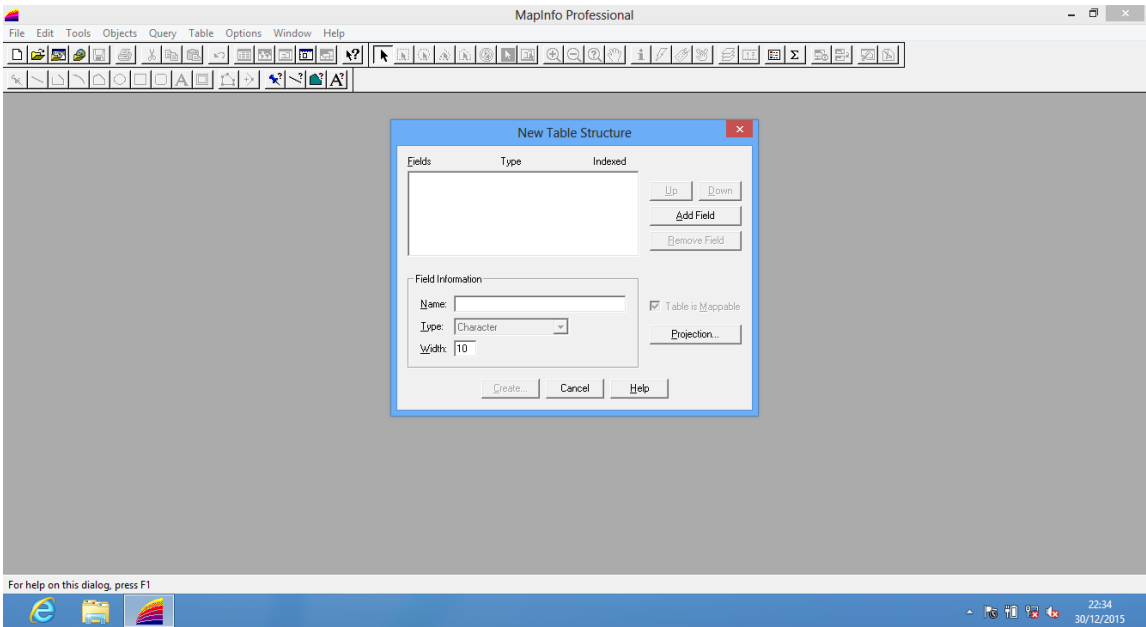 MapInfo Professional
File Edit Tools Objects Query Table Options Window Help
New Table Structure
Fields Type Indexed
Up Down
Add Field
Remove Field
Field Information
Name:
Table is Mappable
Type: Character
Projection...
Width: 10
Create... Cancel Help
For help on this dialog, press F1
22:34
30/12/2015